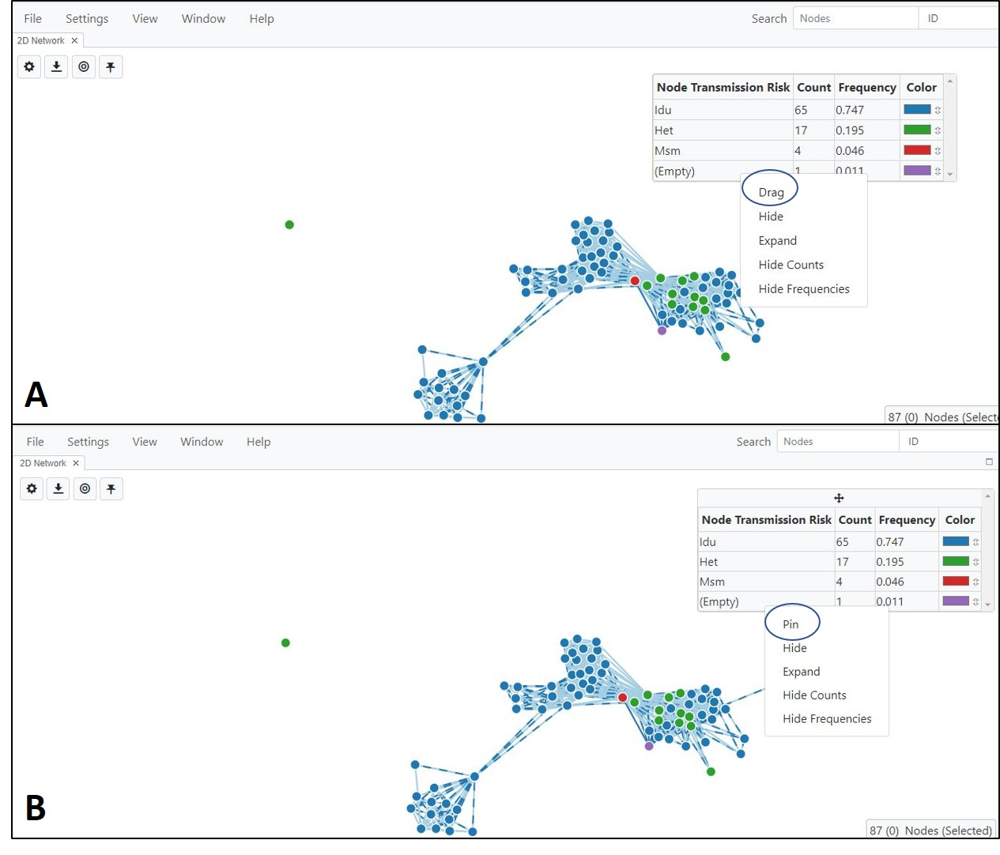 File Settings View Window Help Search Nodes ID
2D Network ×
Node Transmission Risk Count Frequency Color
Idu 65 0.747
Het 17 0.195
Msm 4 0.046
(Empty) 1 0.011
Drag
Hide
Expand
Hide Counts
Hide Frequencies
A
87 (0) Nodes (Selecte
File Settings View Window Help Search Nodes ID
2D Network ×
Node Transmission Risk Count Frequency Color
Idu 65 0.747
Het 17 0.195
Msm 4 0.046
(Empty) 1 0.011
Pin
Hide
Expand
Hide Counts
Hide Frequencies
B
87 (0) Nodes (Selected)